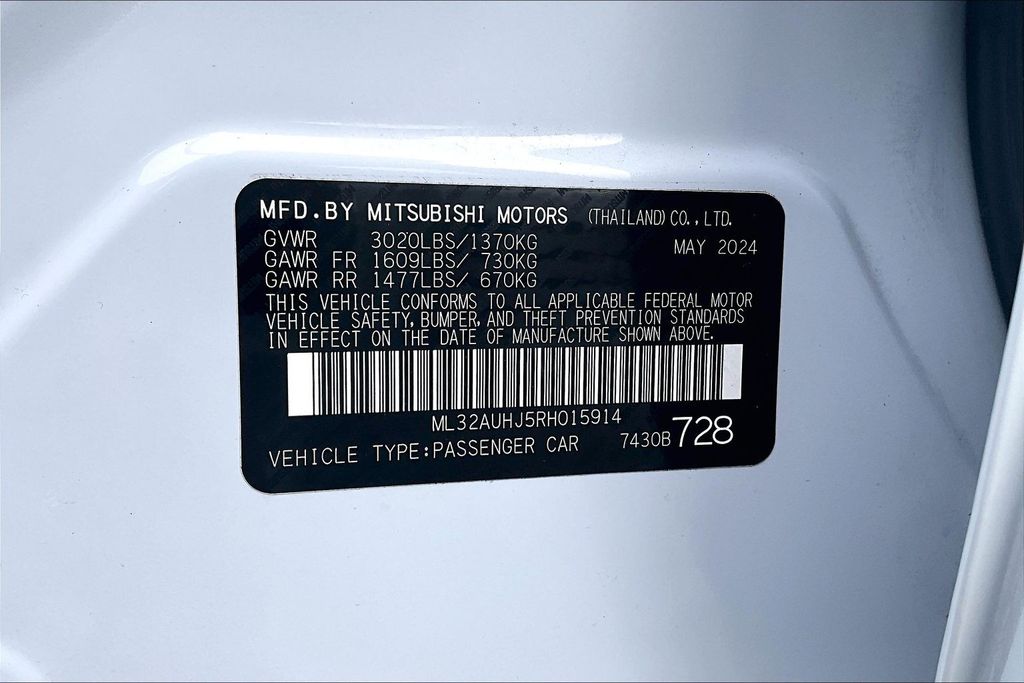 MFD.BY MITSUBISHI MOTORS (THAILAND) CO., LTD.
GVWR 3020LBS/1370KG MAY 2024
GAWR FR 1609LBS/ 730KG
GAWR RR 1477LBS/ 670KG
THIS VEHICLE CONFORMS TO ALL APPLICABLE FEDERAL MOTOR
VEHICLE SAFETY, BUMPER, AND THEFT PREVENTION STANDARDS
IN EFFECT ON THE DATE OF MANUFACTURE SHOWN ABOVE.
ML32AUHJ5RH015914
VEHICLE TYPE:PASSENGER CAR 7430B 728